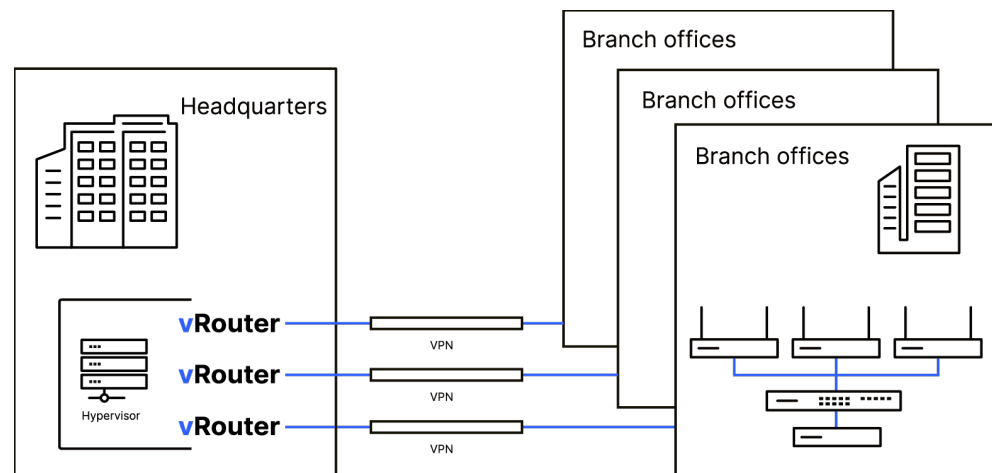 Headquarters
vRouter
vRouter
vRouter
Hypervisor
VPN
VPN
VPN
Branch offices
Branch offices
Branch offices